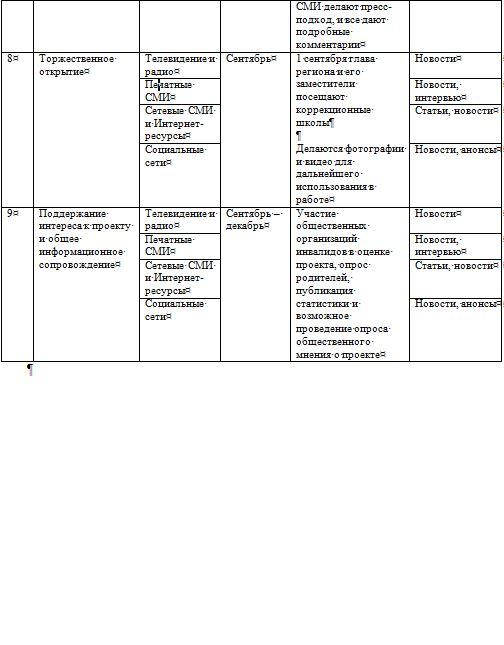 СМИ делают пресс-
подход, и все дают
подробные
комментарии¤
8¤
Торжественное
открытие¤
Телевидение и
радио¤
Печатные
СМИ¤
Сетевые СМИ
и Интернет-
ресурсы¤
Социальные
сети¤
Сентябрь¤
1 сентября глава
региона и его
заместители
посещают
коррекционные
школы¶
¶
Делаются фотографии
и видео для
дальнейшего
использования в
работе¤
Новости¤
Новости,
интервью¤
Статьи, новости¤
Новости, анонсы¤
9¤
Поддержание
интереса к проекту
и общее
информационное
сопровождение¤
Телевидение и
радио¤
Печатные
СМИ¤
Сетевые СМИ
и Интернет-
ресурсы¤
Социальные
сети¤
Сентябрь –
декабрь¤
Участие
общественных
организаций
инвалидов в оценке
проекта, опрос
родителей,
публикация
статистики и
возможное
проведение опроса
общественного
мнения о проекте¤
Новости¤
Новости,
интервью¤
Статьи, новости¤
Новости, анонсы¤
¶